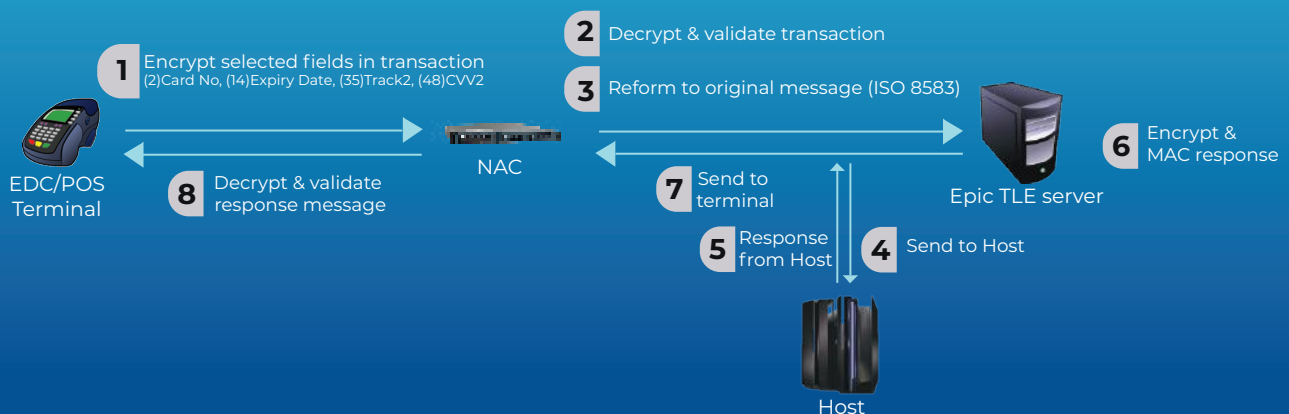 1
Encrypt selected fields in transaction
(2)Card No, (14)Expiry Date, (35)Track2, (48)CVV2
2
Decrypt & validate transaction
3
Reform to original message (ISO 8583)
EDC/POS
Terminal
NAC
Epic TLE server
6
Encrypt &
MAC response
8
Decrypt & validate
response message
7
Send to
terminal
5
Response
from Host
4
Send to Host
Host